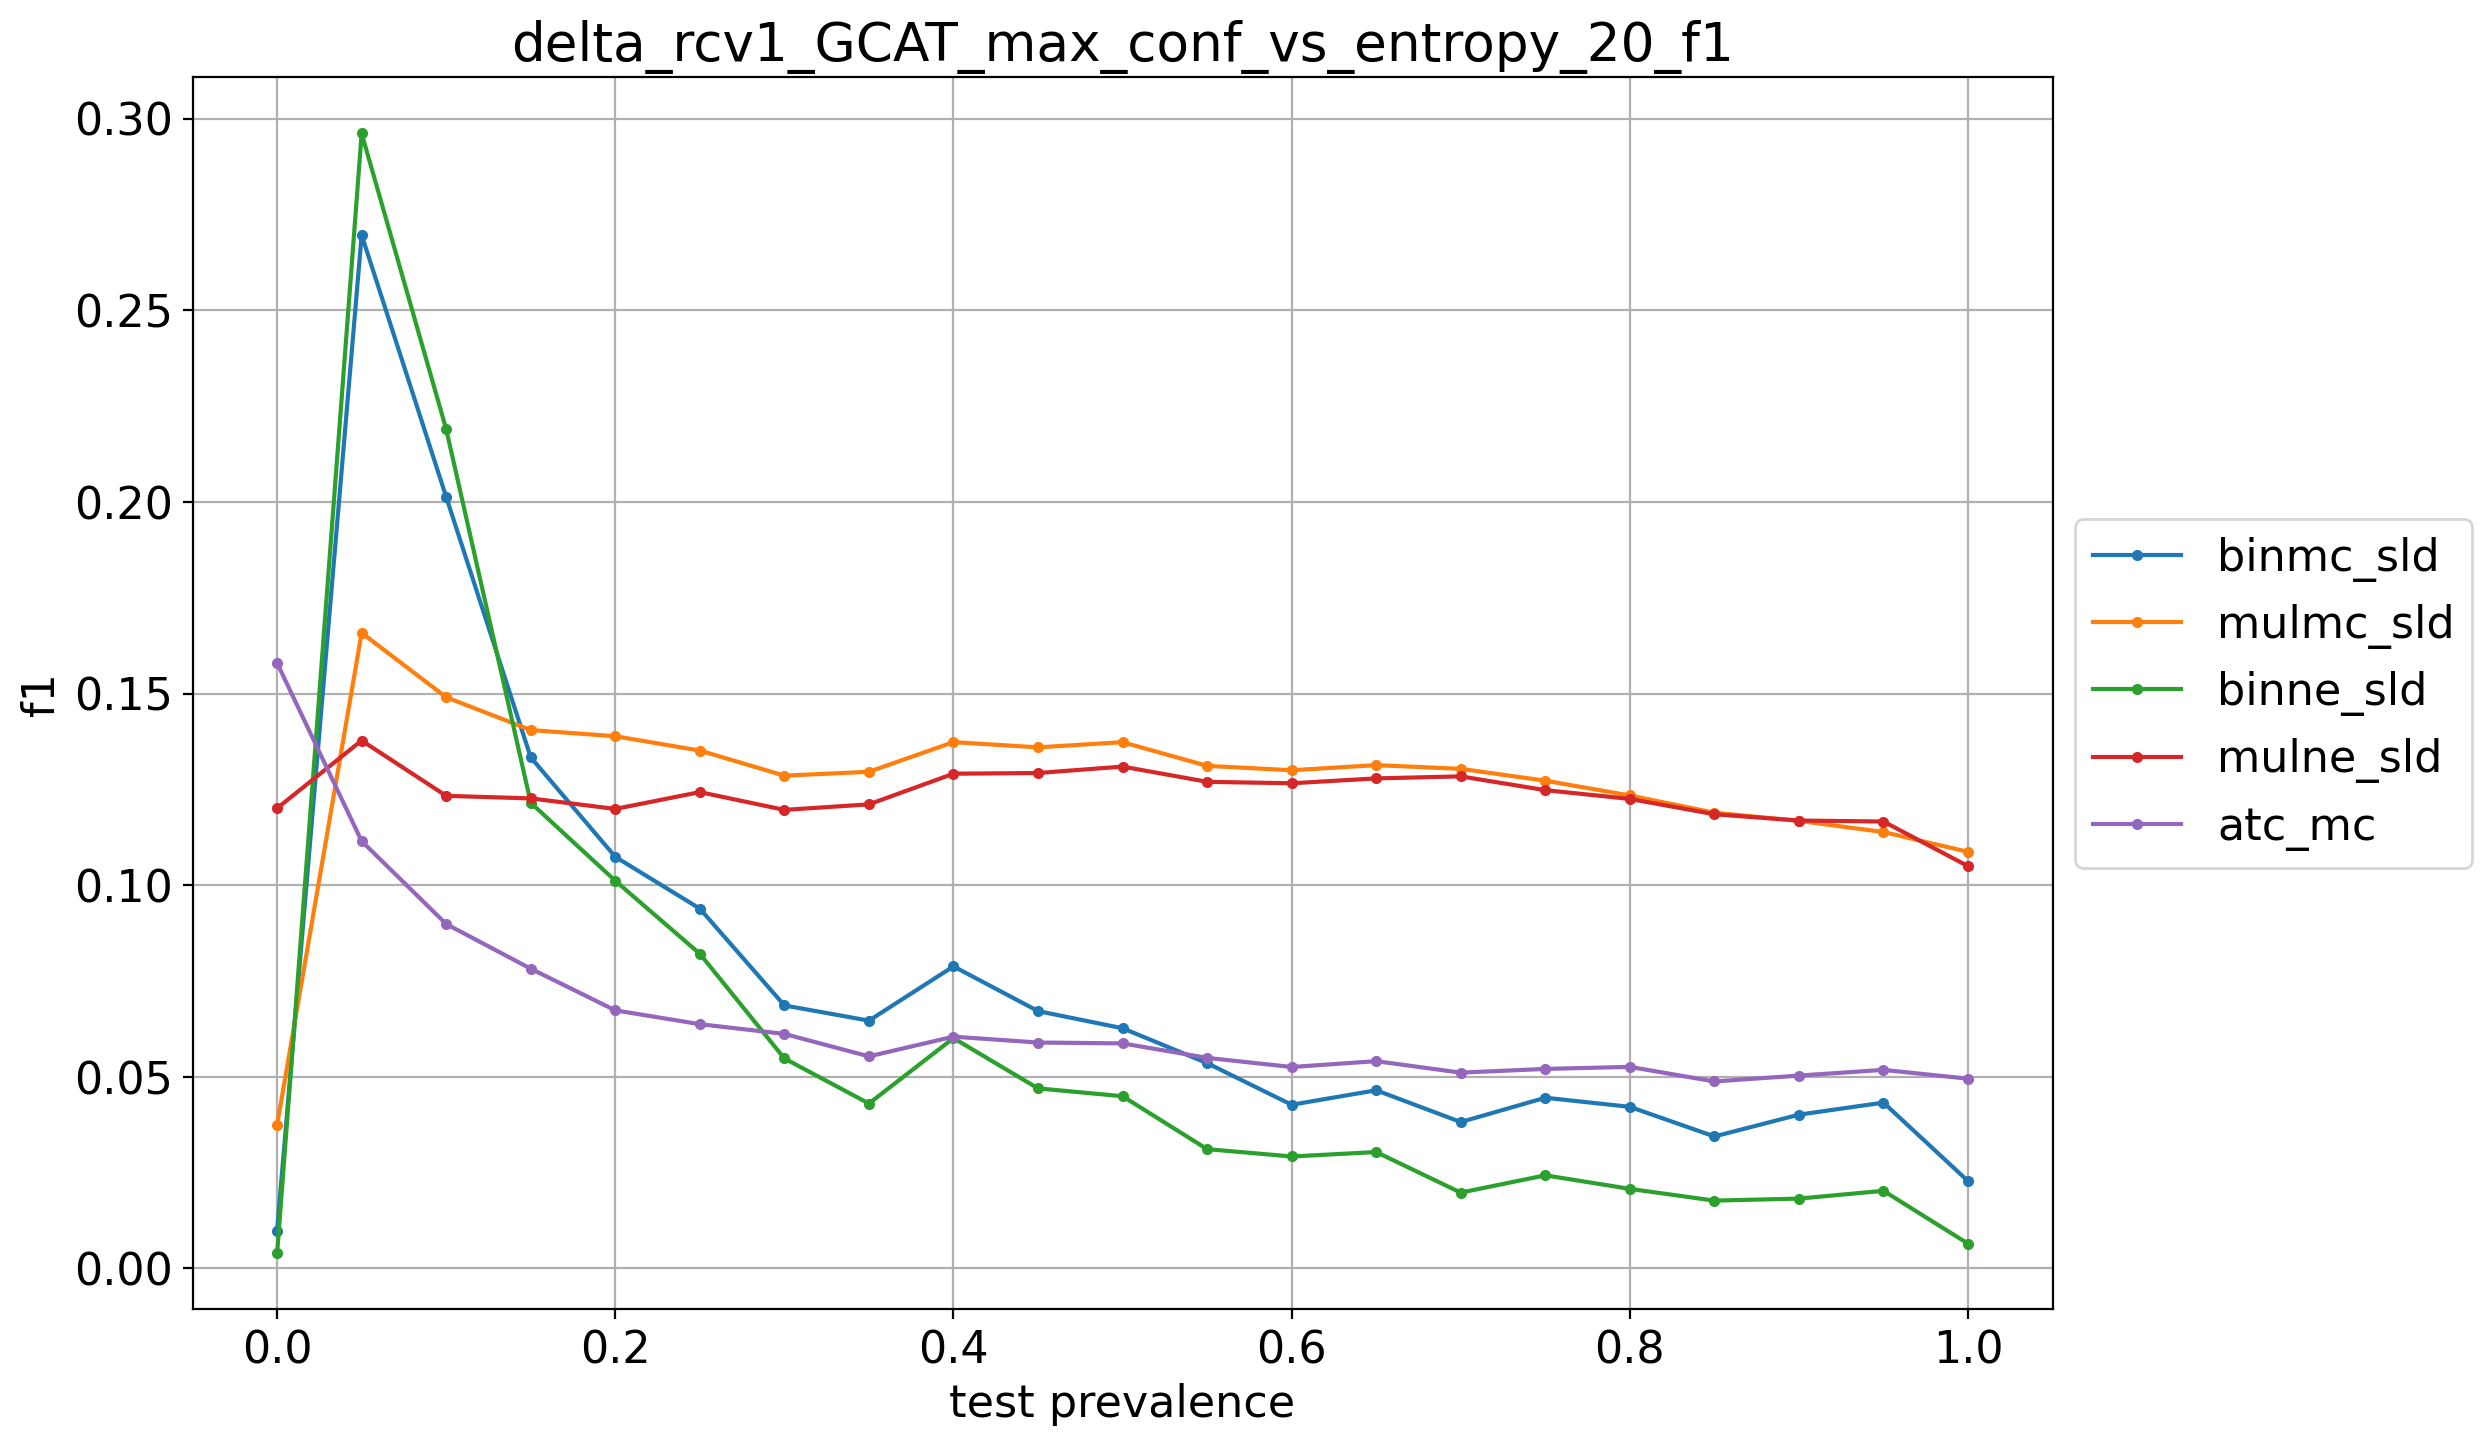 delta_rcv1_GCAT_max_conf_vs_entropy_20_f1
f1
0.30
0.25
0.20
0.15
0.10
0.05
0.00
0.0 0.2 0.4 0.6 0.8 1.0
test prevalence
binmc_sld
mulmc_sld
binne_sld
mulne_sld
atc_mc